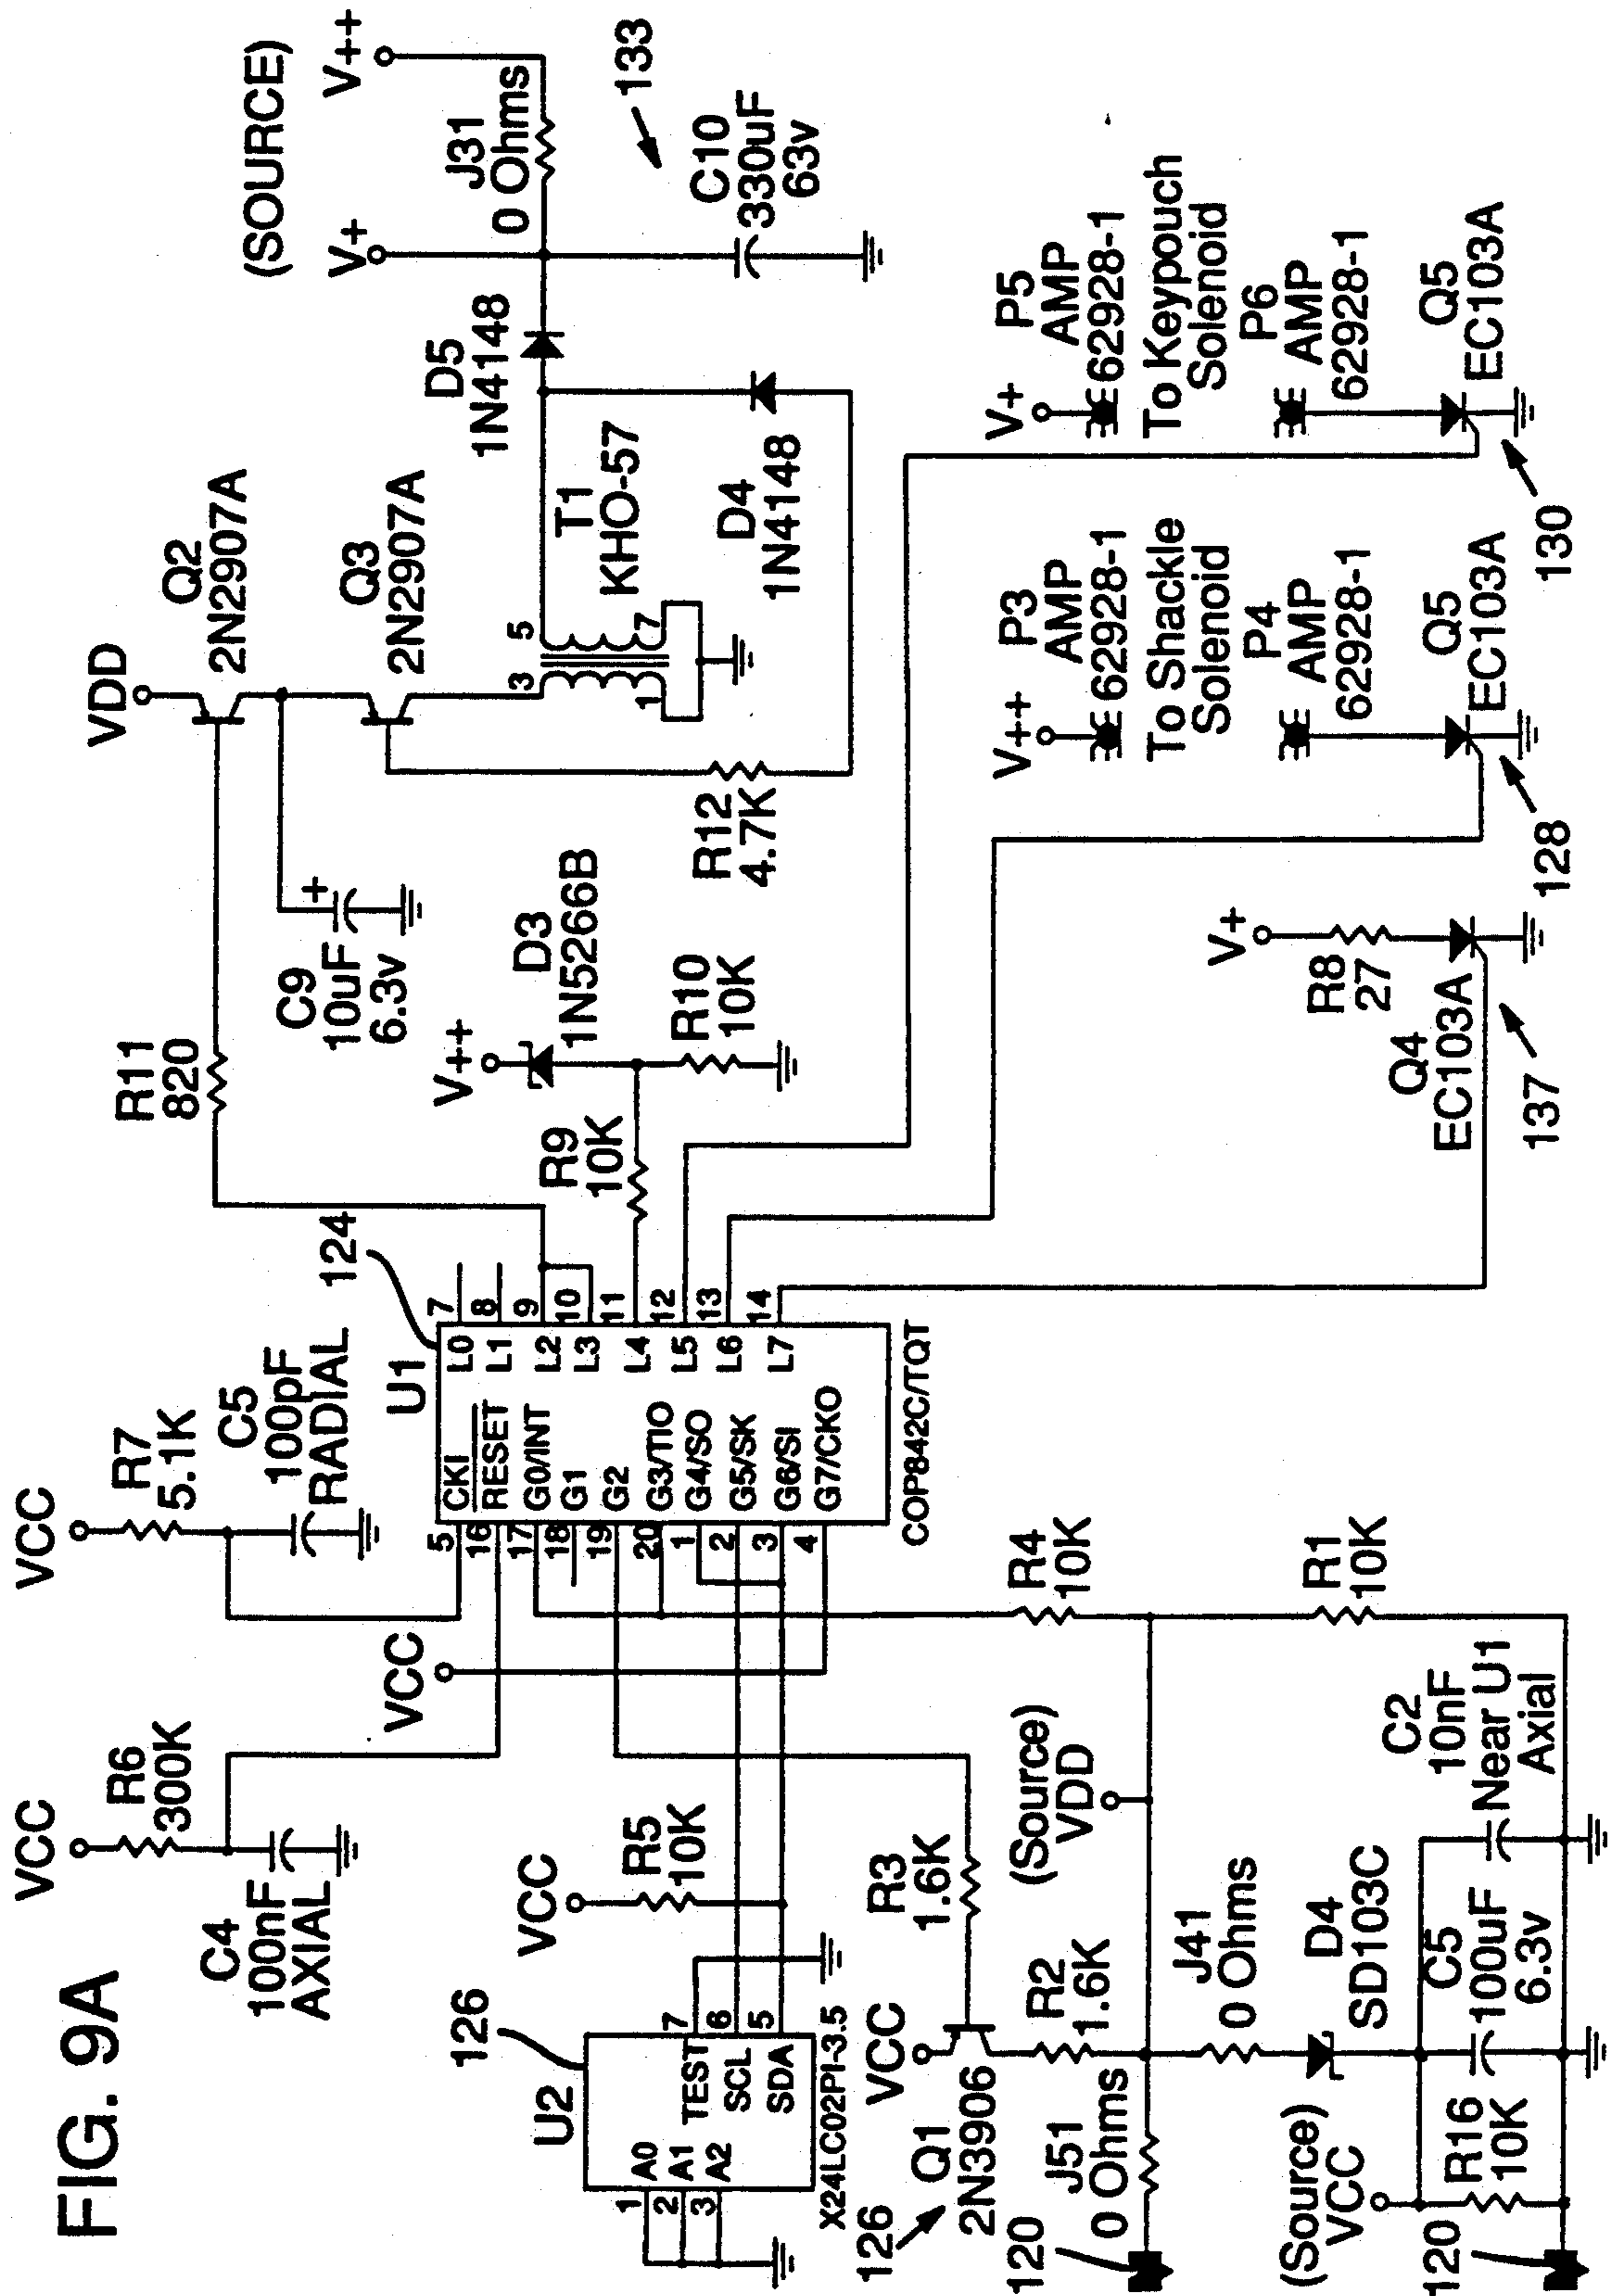 FIG. 9A
VCC
R6
300K
C4
100nF
AXIAL
VCC
R7
5.1K
C5
100pF
RADIAL
VCC
R11
820
VDD
Q2
2N2907A
Q3
2N2907A
C9
+
10uF
6.3v
D5
1N4148
(SOURCE)
V+
V++
J31
0 Ohms
133
C10
330uF
63v
T1
KHO-57
3
5
1
7
D4
1N4148
R12
4.7K
V++
D3
1N5266B
R9
10K
R10
10K
124
U1
CKI
RESET
G0/INT
G1
G2
G3/TIO
G4/SO
G5/SK
G6/SI
G7/CKO
5
16
17
18
19
20
1
2
3
4
L0
L1
L2
L3
L4
L5
L6
L7
7
8
9
10
11
12
13
14
COP842C/TQT
126
U2
A0
A1
A2
TEST
SCL
SDA
1
2
3
7
6
5
X24LC02PI-3.5
VCC
R5
10K
V++
P3
AMP
62928-1
To Shackle
Solenoid
P4
AMP
62928-1
Q5
EC103A
128
V+
P5
AMP
62928-1
To Keypouch
Solenoid
P6
AMP
62928-1
Q5
EC103A
130
V+
R8
27
Q4
EC103A
137
126
Q1
2N3906
VCC
R3
1.6K
R2
1.6K
(Source)
VDD
R4
10K
R1
10K
J51
0 Ohms
120
J41
0 Ohms
D4
SD103C
(Source)
VCC
R16
10K
C5
100uF
6.3v
C2
10nF
Near U1
Axial
120